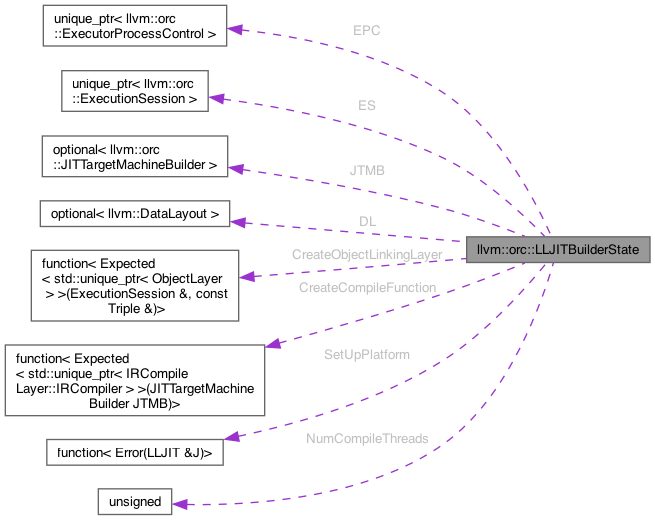 unique_ptr< llvm::orc
::ExecutorProcessControl >
EPC
unique_ptr< llvm::orc
::ExecutionSession >
ES
optional< llvm::orc
::JITTargetMachineBuilder >
JTMB
optional< llvm::DataLayout >
DL
llvm::orc::LLJITBuilderState
function< Expected
< std::unique_ptr< ObjectLayer
> >(ExecutionSession &, const
Triple &)>
CreateObjectLinkingLayer
CreateCompileFunction
function< Expected
< std::unique_ptr< IRCompile
Layer::IRCompiler > >(JITTargetMachine
Builder JTMB)>
SetUpPlatform
function< Error(LLJIT &J)>
NumCompileThreads
unsigned